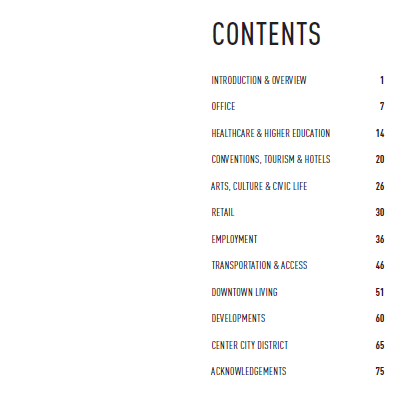 CONTENTS
INTRODUCTION & OVERVIEW 1
OFFICE 7
HEALTHCARE & HIGHER EDUCATION 14
CONVENTIONS, TOURISM & HOTELS 20
ARTS, CULTURE & CIVIC LIFE 26
RETAIL 30
EMPLOYMENT 36
TRANSPORTATION & ACCESS 46
DOWNTOWN LIVING 51
DEVELOPMENTS 60
CENTER CITY DISTRICT 65
ACKNOWLEDGEMENTS 75